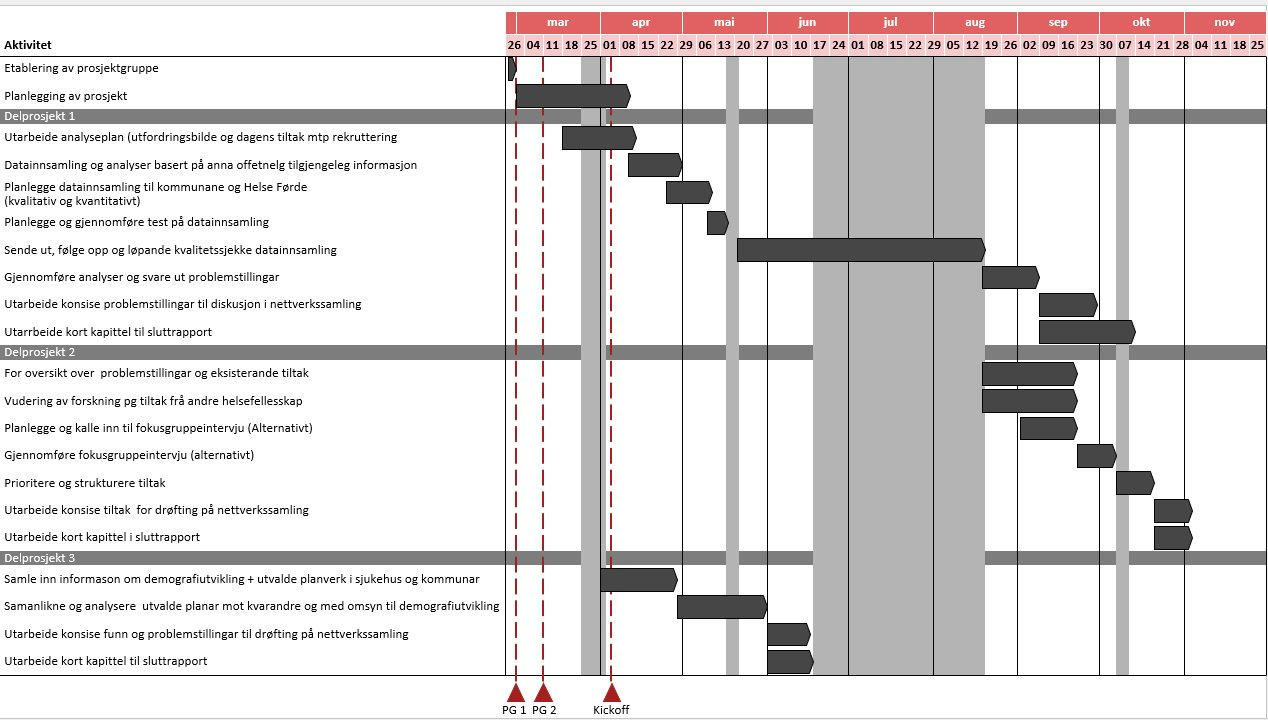 mar apr mai jun jul aug sep okt nov
Aktivitet 26 04 11 18 25 01 08 15 22 29 06 13 20 27 03 10 17 24 01 08 15 22 29 05 12 19 26 02 09 16 23 30 07 14 21 28 04 11 18 25
Etablering av prosjektgruppe
Planlegging av prosjekt
Delprosjekt 1
Utarbeide analyseplan (utfordringsbilde og dagens tiltak mtp rekruttering
Datainnsamling og analyser basert på anna offetnelg tilgjengeleg informasjon
Planlegge datainnsamling til kommunane og Helse Førde
(kvalitativ og kvantitativt)
Planlegge og gjennomføre test på datainnsamling
Sende ut, følge opp og løpande kvalitetssjekke datainnsamling
Gjennomføre analyser og svare ut problemstillingar
Utarbeide konsise problemstillingar til diskusjon i nettverkssamling
Utarrbeide kort kapittel til sluttrapport
Delprosjekt 2
For oversikt over  problemstillingar og eksisterande tiltak
Vudering av forskning pg tiltak frå andre helsefellesskap
Planlegge og kalle inn til fokusgruppeintervju (Alternativt)
Gjennomføre fokusgruppeintervju (alternativt)
Prioritere og strukturere tiltak
Utarbeide konsise tiltak  for drøfting på nettverkssamling
Utarbeide kort kapittel i sluttrapport
Delprosjekt 3
Samle inn informason om demografiutvikling + utvalde planverk i sjukehus og kommunar
Samanlikne og analysere  utvalde planar mot kvarandre og med omsyn til demografiutvikling
Utarbeide konsise funn og problemstillingar til drøfting på nettverkssamling
Utarbeide kort kapittel til sluttrapport
PG 1 PG 2 Kickoff